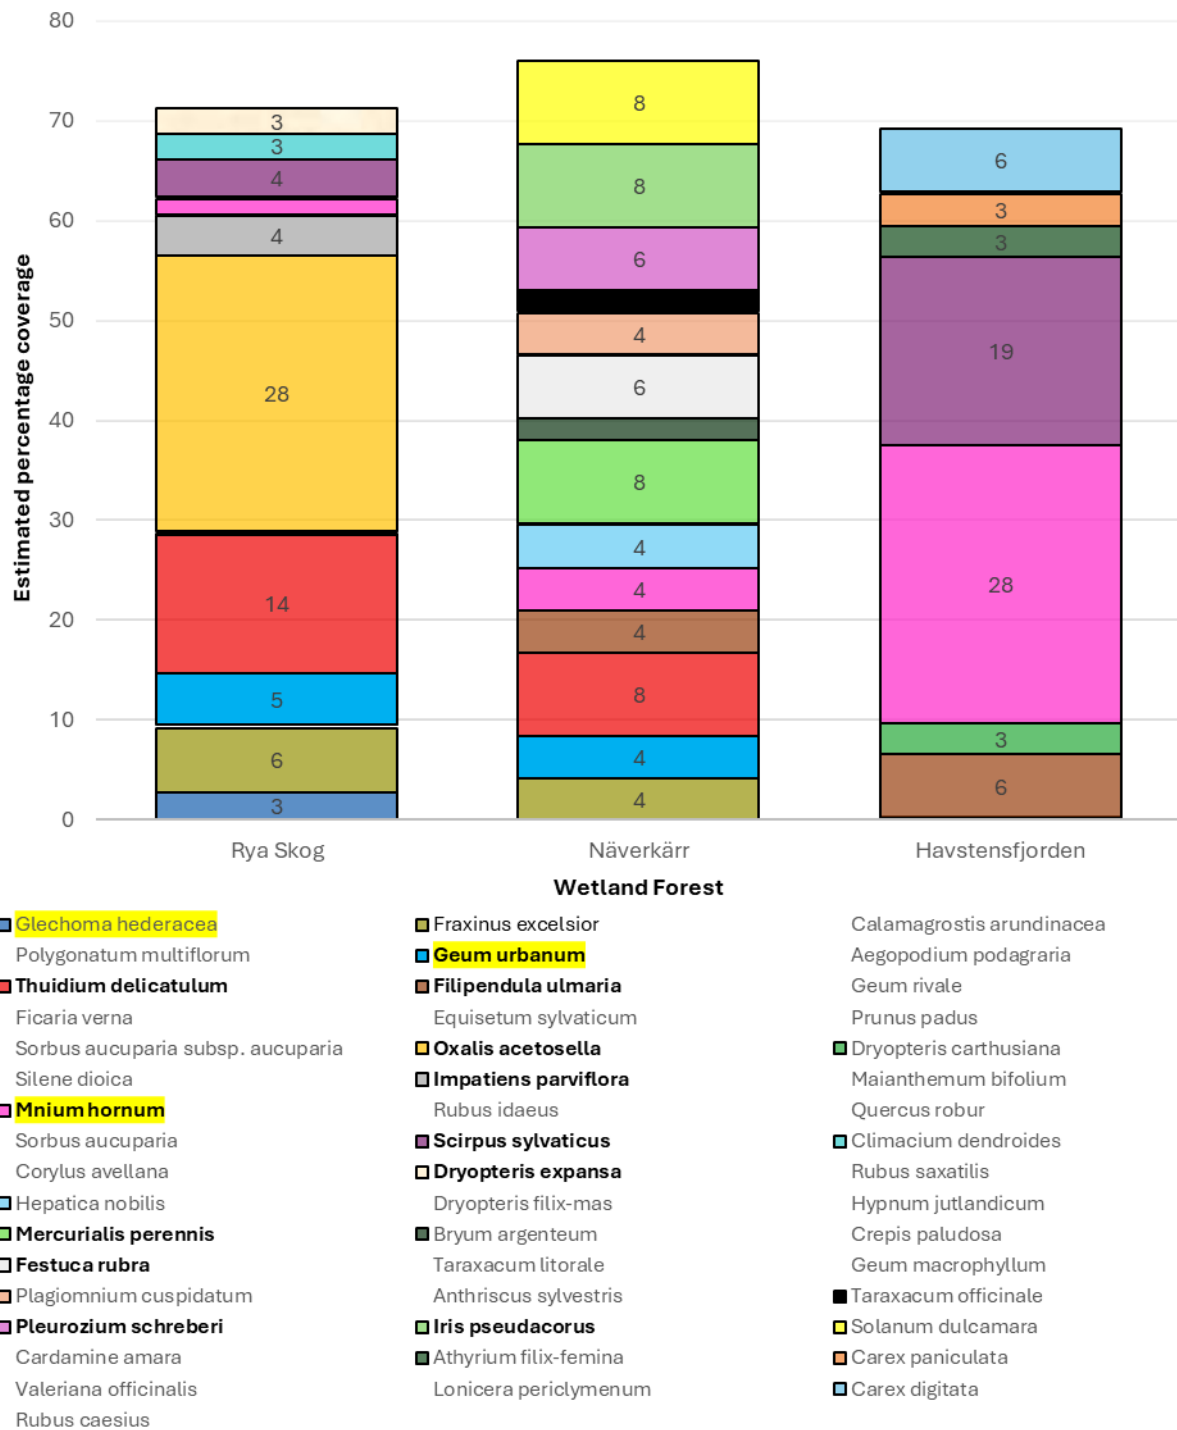 80
70
60
50
40
30
20
10
0
Estimated percentage coverage
3
3
4
4
28
14
5
6
3
8
8
6
4
6
8
4
4
4
8
4
4
6
3
3
19
28
3
6
Rya Skog Näverkärr Havstensfjorden
Wetland Forest
Glechoma hederacea Fraxinus excelsior Calamagrostis arundinacea
Polygonatum multiflorum Geum urbanum Aegopodium podagraria
Thuidium delicatulum Filipendula ulmaria Geum rivale
Ficaria verna Equisetum sylvaticum Prunus padus
Sorbus aucuparia subsp. aucuparia Oxalis acetosella Dryopteris carthusiana
Silene dioica Impatiens parviflora Maianthemum bifolium
Mnium hornum Rubus idaeus Quercus robur
Sorbus aucuparia Scirpus sylvaticus Climacium dendroides
Corylus avellana Dryopteris expansa Rubus saxatilis
Hepatica nobilis Dryopteris filix-mas Hypnum jutlandicum
Mercurialis perennis Bryum argenteum Crepis paludosa
Festuca rubra Taraxacum litorale Geum macrophyllum
Plagiomnium cuspidatum Anthriscus sylvestris Taraxacum officinale
Pleurozium schreberi Iris pseudacorus Solanum dulcamara
Cardamine amara Athyrium filix-femina Carex paniculata
Valeriana officinalis Lonicera periclymenum Carex digitata
Rubus caesius